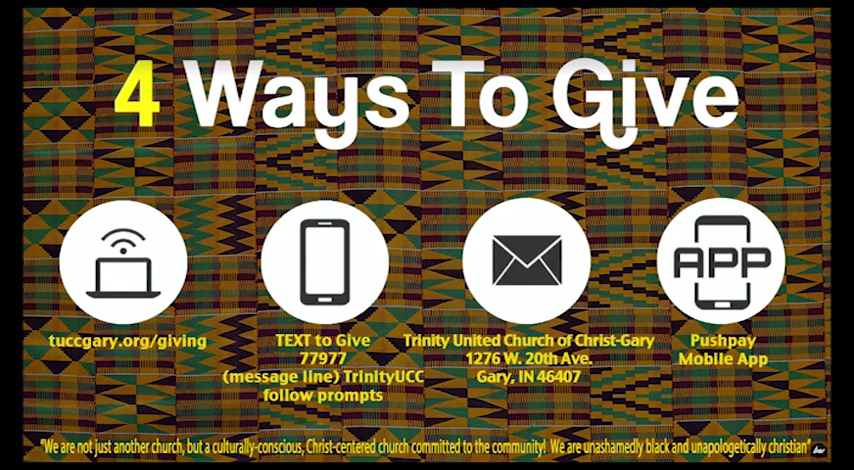 4 Ways To Give
APP
tuccgary.org/giving
TEXT to Give
77977
(message line) TrinityUCC
follow prompts
Trinity United Church of Christ-Gary
1276 W. 20th Ave.
Gary, IN 46407
Pushpay
Mobile App
"We are not just another church, but a culturally-conscious, Christ-centered church committed to the community! We are unashamedly black and unapologetically christian"